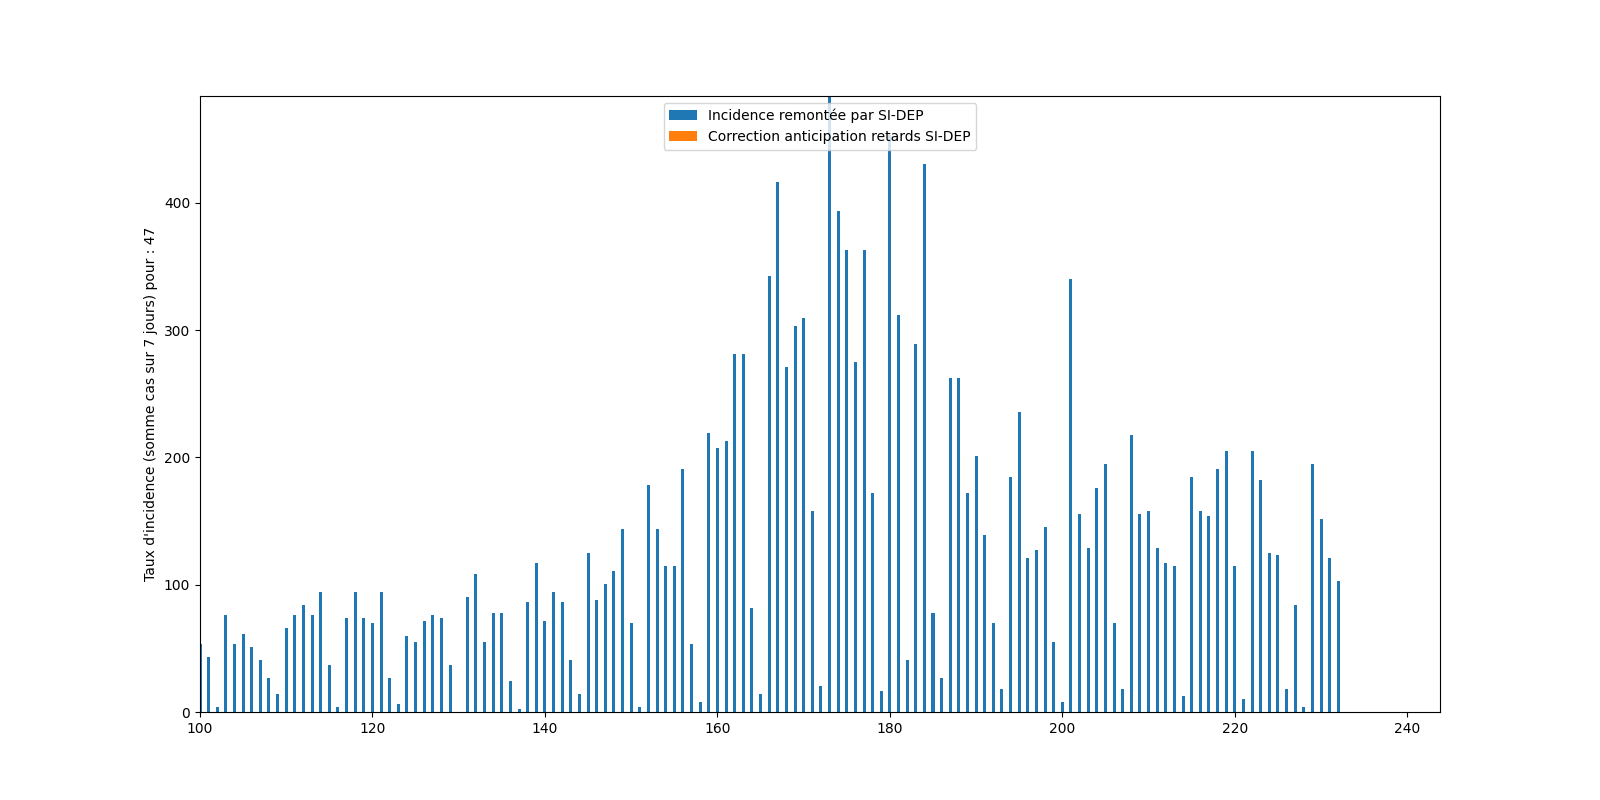 Incidence remontée par SI-DEP
Correction anticipation retards SI-DEP
Taux d'incidence (somme cas sur 7 jours) pour : 47
400
300
200
100
0
100 120 140 160 180 200 220 240